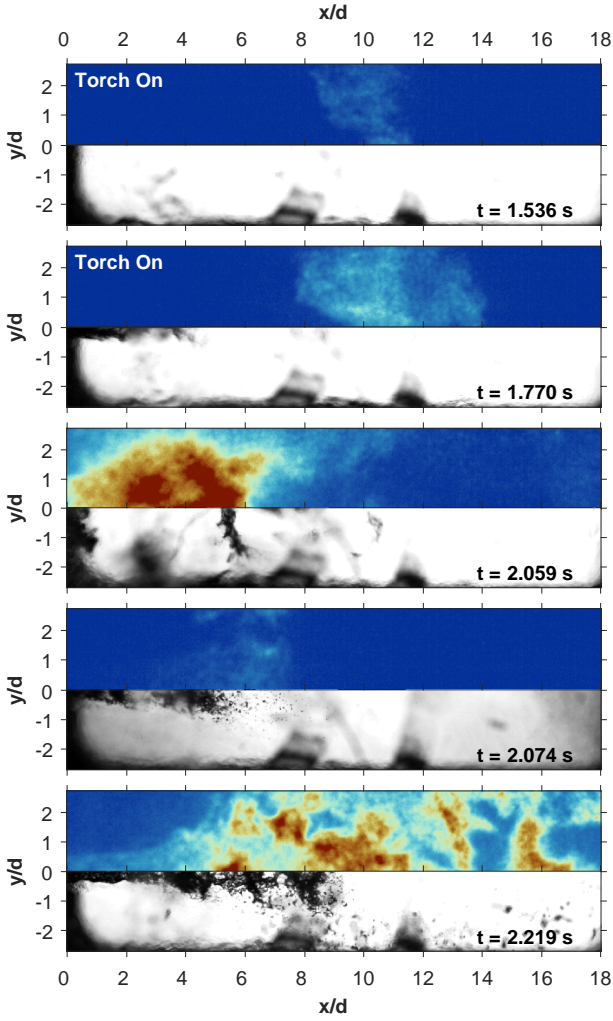 x/d
0 2 4 6 8 10 12 14 16 18
Torch On
2
1
0
-1
-2
y/d
t = 1.536 s
Torch On
2
1
0
-1
-2
y/d
t = 1.770 s
2
1
0
-1
-2
y/d
t = 2.059 s
2
1
0
-1
-2
y/d
t = 2.074 s
2
1
0
-1
-2
y/d
t = 2.219 s
0 2 4 6 8 10 12 14 16 18
x/d